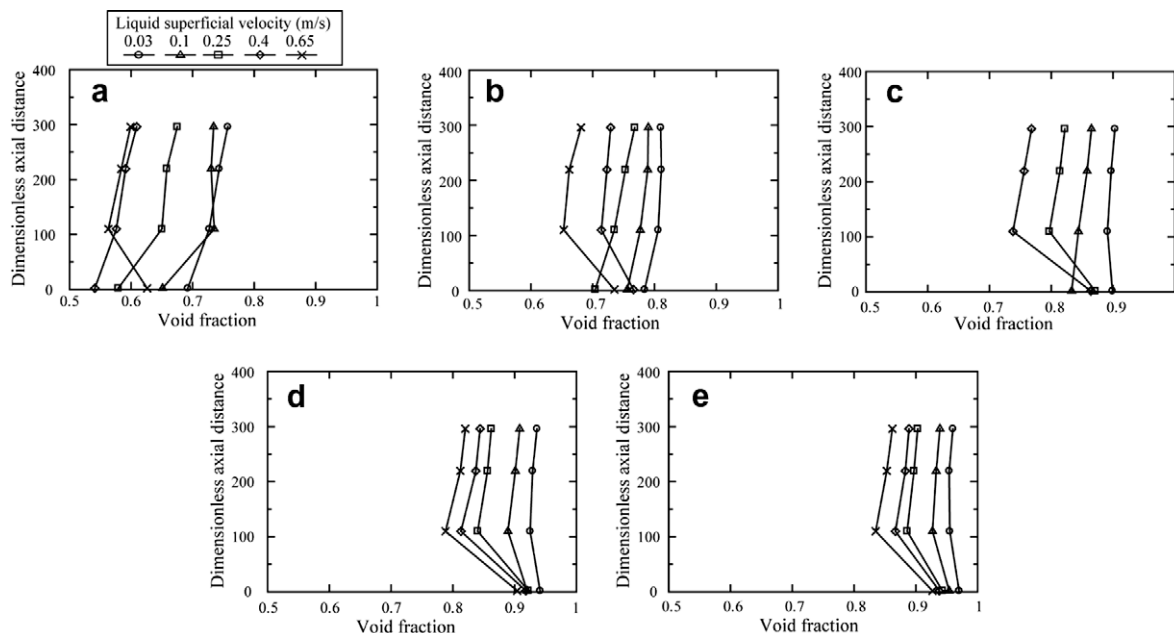 Liquid superficial velocity (m/s)
0.03 0.1 0.25 0.4 0.65
a
Dimensionless axial distance
400
300
200
100
0
0.5 0.6 0.7 0.8 0.9 1
Void fraction
b
Dimensionless axial distance
400
300
200
100
0
0.5 0.6 0.7 0.8 0.9 1
Void fraction
c
Dimensionless axial distance
400
300
200
100
0
0.5 0.6 0.7 0.8 0.9
Void fraction
d
Dimensionless axial distance
400
300
200
100
0
0.5 0.6 0.7 0.8 0.9 1
Void fraction
e
Dimensionless axial distance
400
300
200
100
0
0.5 0.6 0.7 0.8 0.9 1
Void fraction